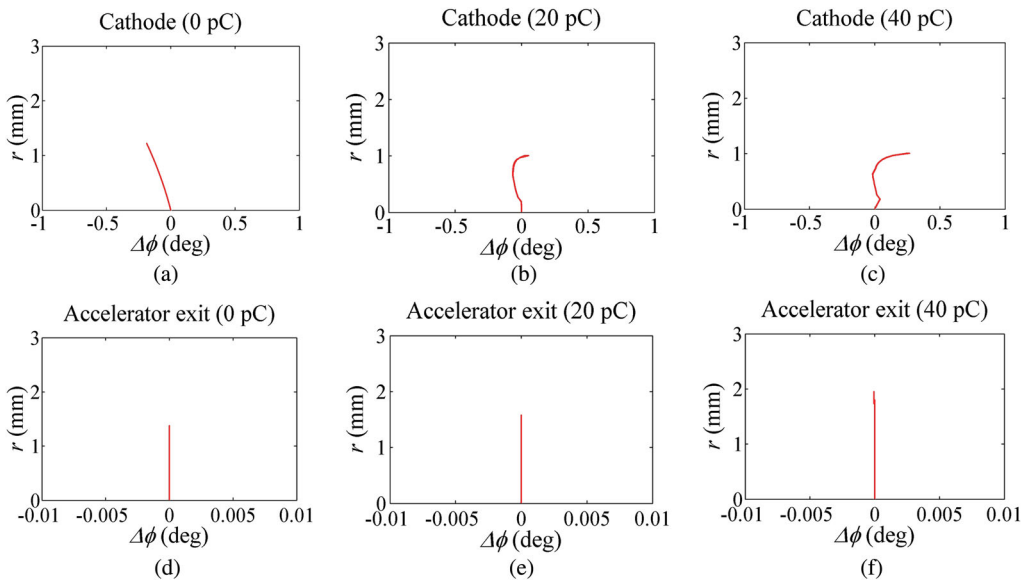 Cathode (0 pC)
Cathode (20 pC)
Cathode (40 pC)
3
2
1
0
r (mm)
-1
-0.5
0
0.5
1
Δϕ (deg)
(a)
3
2
1
0
r (mm)
-1
-0.5
0
0.5
1
Δϕ (deg)
(b)
3
2
1
0
r (mm)
-1
-0.5
0
0.5
1
Δϕ (deg)
(c)
Accelerator exit (0 pC)
Accelerator exit (20 pC)
Accelerator exit (40 pC)
3
2
1
0
r (mm)
-0.01
-0.005
0
0.005
0.01
Δϕ (deg)
(d)
3
2
1
0
r (mm)
-0.01
-0.005
0
0.005
0.01
Δϕ (deg)
(e)
3
2
1
0
r (mm)
-0.01
-0.005
0
0.005
0.01
Δϕ (deg)
(f)